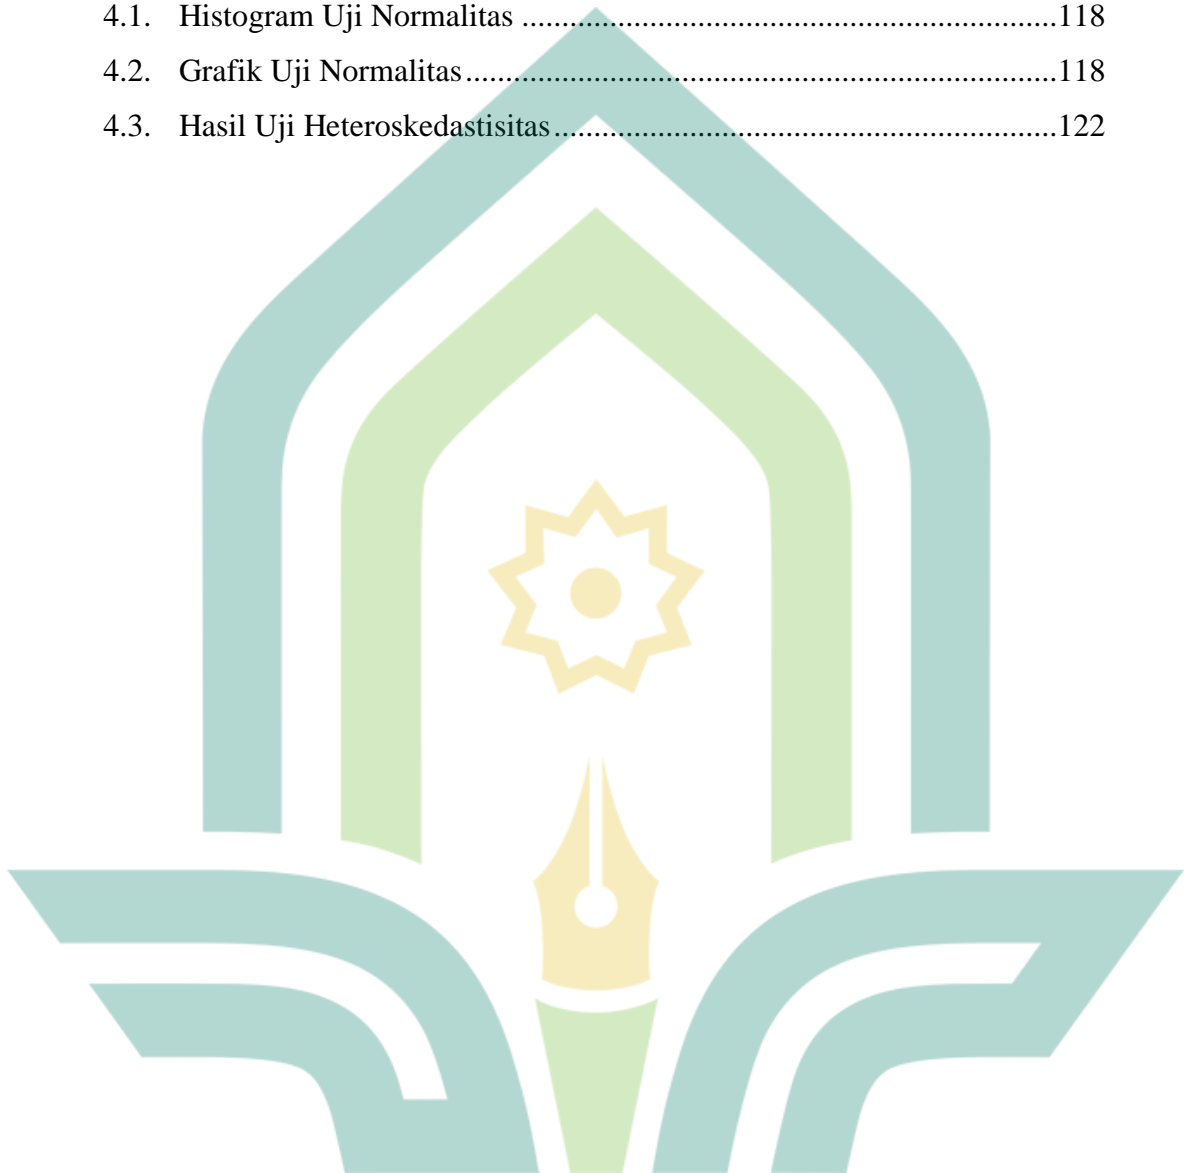 4.1. Histogram Uji Normalitas ....................................................................118
4.2. Grafik Uji Normalitas...........................................................................118
4.3. Hasil Uji Heteroskedastisitas................................................................122